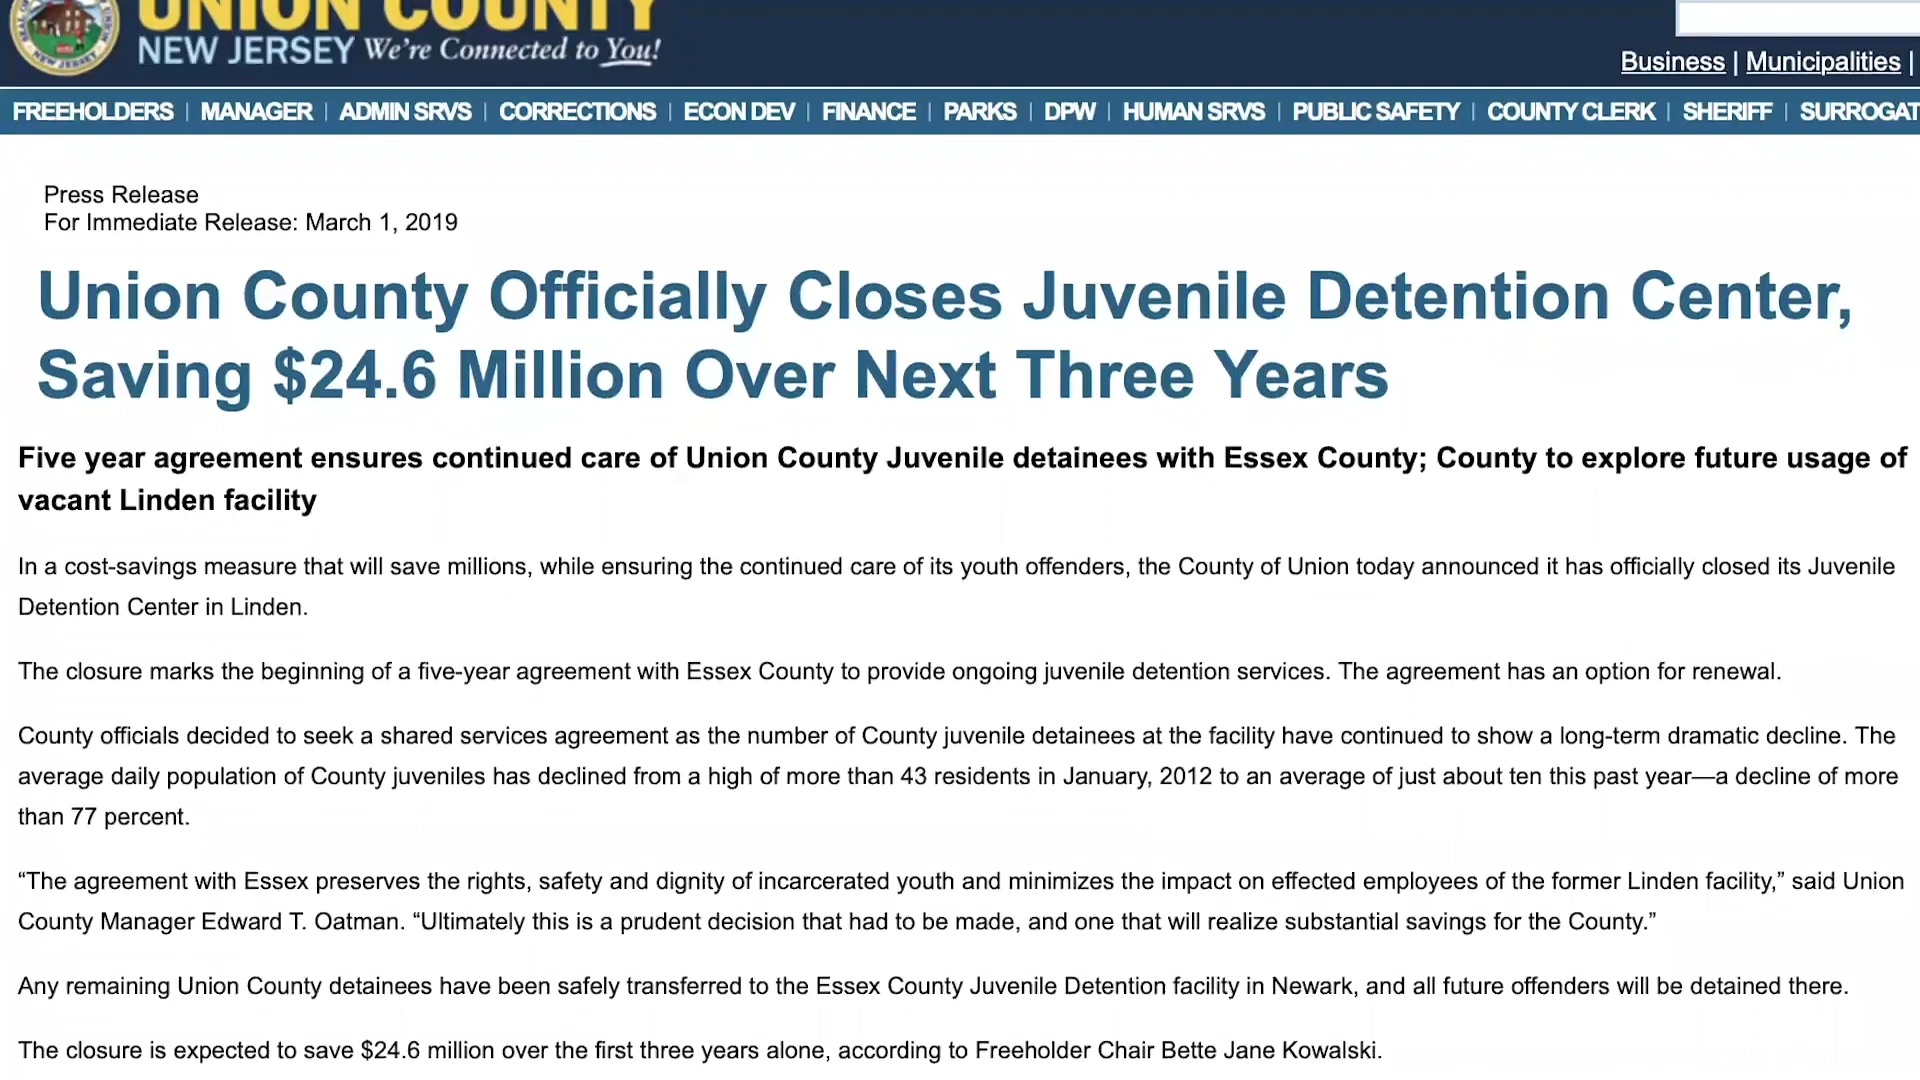 UNION COUNTY
NEW JERSEY We're Connected to You!
Business | Municipalities |
FREEHOLDERS | MANAGER | ADMIN SRVS | CORRECTIONS | ECON DEV | FINANCE | PARKS | DPW | HUMAN SRVS | PUBLIC SAFETY | COUNTY CLERK | SHERIFF | SURROGAT
Press Release
For Immediate Release: March 1, 2019
Union County Officially Closes Juvenile Detention Center,
Saving $24.6 Million Over Next Three Years
Five year agreement ensures continued care of Union County Juvenile detainees with Essex County; County to explore future usage of
vacant Linden facility
In a cost-savings measure that will save millions, while ensuring the continued care of its youth offenders, the County of Union today announced it has officially closed its Juvenile
Detention Center in Linden.
The closure marks the beginning of a five-year agreement with Essex County to provide ongoing juvenile detention services. The agreement has an option for renewal.
County officials decided to seek a shared services agreement as the number of County juvenile detainees at the facility have continued to show a long-term dramatic decline. The
average daily population of County juveniles has declined from a high of more than 43 residents in January, 2012 to an average of just about ten this past year—a decline of more
than 77 percent.
“The agreement with Essex preserves the rights, safety and dignity of incarcerated youth and minimizes the impact on effected employees of the former Linden facility,” said Union
County Manager Edward T. Oatman. “Ultimately this is a prudent decision that had to be made, and one that will realize substantial savings for the County.”
Any remaining Union County detainees have been safely transferred to the Essex County Juvenile Detention facility in Newark, and all future offenders will be detained there.
The closure is expected to save $24.6 million over the first three years alone, according to Freeholder Chair Bette Jane Kowalski.